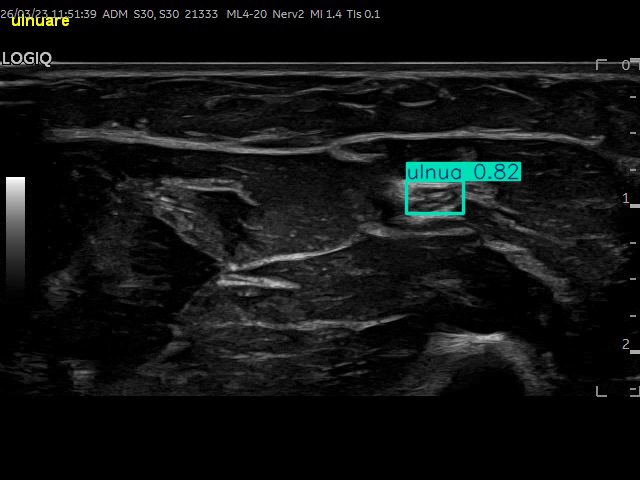 26/03/23 11:51:39 ADM S30, S30 21333 ML4-20 Nerv2 MI 1.4 TIs 0.1
ulnuare
LOGIQ
0
ulnua 0.82
1
2